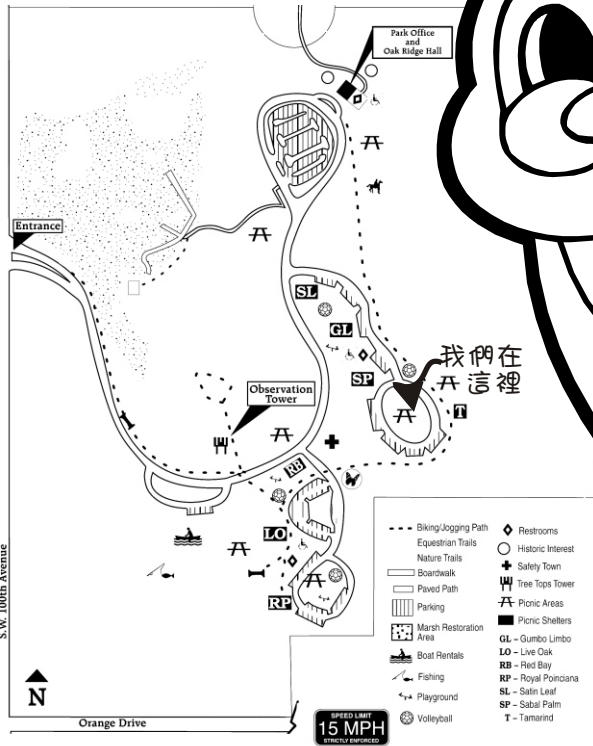 Park Office
and
Oak Ridge Hall
Entrance
SL
GL
SP
我們在
這裡
T
Observation
Tower
RB
LO
RP
S.W. 100th Avenue
N
Orange Drive
SPEED LIMIT
15 MPH
STRICTLY ENFORCED
Biking/Jogging Path
Equestrian Trails
Nature Trails
Boardwalk
Paved Path
Parking
Marsh Restoration
Area
Boat Rentals
Fishing
Playground
Volleyball
Restrooms
Historic Interest
Safety Town
Tree Tops Tower
Picnic Areas
Picnic Shelters
GL – Gumbo Limbo
LO – Live Oak
RB – Red Bay
RP – Royal Poinciana
SL – Satin Leaf
SP – Sabal Palm
T – Tamarind